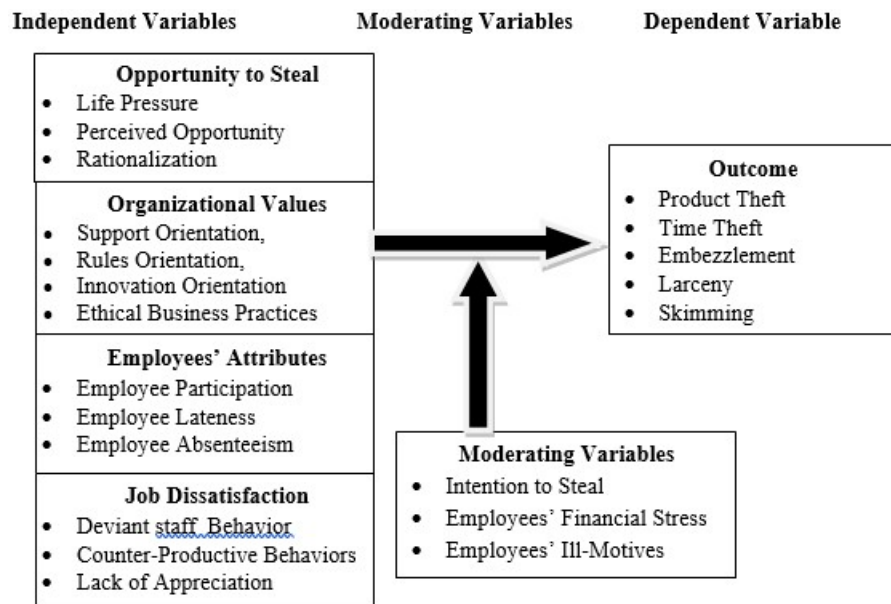 Independent Variables
Moderating Variables
Dependent Variable
Opportunity to Steal
• Life Pressure
• Perceived Opportunity
• Rationalization
Organizational Values
• Support Orientation,
• Rules Orientation,
• Innovation Orientation
• Ethical Business Practices
Employees’ Attributes
• Employee Participation
• Employee Lateness
• Employee Absenteeism
Job Dissatisfaction
• Deviant staff Behavior
• Counter-Productive Behaviors
• Lack of Appreciation
Moderating Variables
• Intention to Steal
• Employees’ Financial Stress
• Employees’ Ill-Motives
Outcome
• Product Theft
• Time Theft
• Embezzlement
• Larceny
• Skimming